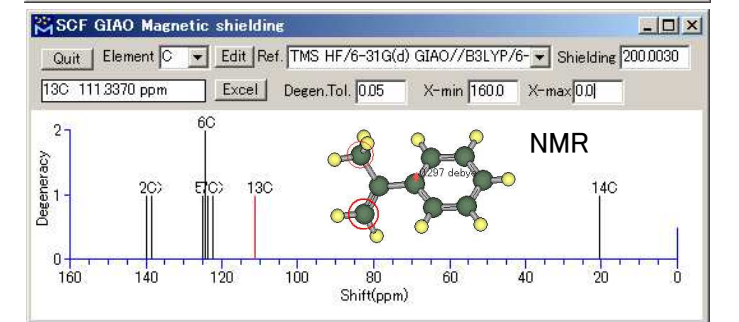 SCF GIAO Magnetic shielding
Quit Element C Edit Ref. TMS HF/6-31G(d) GIAO//B3LYP/6- Shielding 200.0030
13C 111.3370 ppm Excel Degen.Tol. 0.05 X-min 160.0 X-max 0.0
6C
NMR
2
Degeneracy
1
2C) 7C) 13C 14C
0.297 debye
0
160 140 120 100 80 60 40 20 0
Shift(ppm)